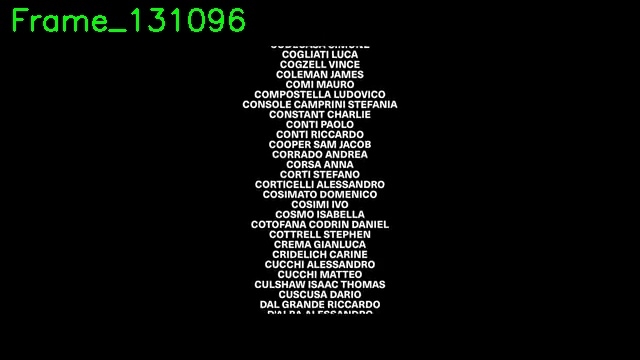 Frame_131096
COGLIATI LUCA
COGZELL VINCE
COLEMAN JAMES
COMI MAURO
COMPOSTELLA LUDOVICO
CONSOLE CAMPRINI STEFANIA
CONSTANT CHARLIE
CONTI PAOLO
CONTI RICCARDO
COOPER SAM JACOB
CORRADO ANDREA
CORSA ANNA
CORTI STEFANO
CORTICELLI ALESSANDRO
COSIMATO DOMENICO
COSIMI IVO
COSMO ISABELLA
COTOFANA CODRIN DANIEL
COTTRELL STEPHEN
CREMA GIANLUCA
CRIDELICH CARINE
CUCCHI ALESSANDRO
CUCCHI MATTEO
CULSHAW ISAAC THOMAS
CUSCUSA DARIO
DAL GRANDE RICCARDO